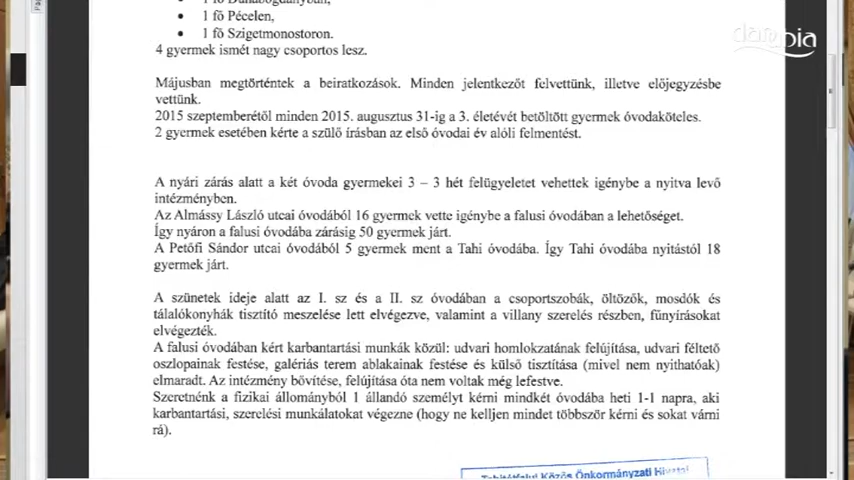 1 fő Dunabogdányban,
1 fő Pécelen,
1 fő Szigetmonostoron.
4 gyermek ismét nagy csoportos lesz.
Májusban megtörténtek a beiratkozások. Minden jelentkezőt felvettünk, illetve előjegyzésbe
vettünk.
2015 szeptemberétől minden 2015. augusztus 31-ig a 3. életévét betöltött gyermek óvodaköteles.
2 gyermek esetében kérte a szülő írásban az első óvodai év alóli felmentést.
A nyári zárás alatt a két óvoda gyermekei 3 – 3 hét felügyeletet vehettek igénybe a nyitva levő
intézményben.
Az Almássy László utcai óvodából 16 gyermek vette igénybe a falusi óvodában a lehetőséget.
Így nyáron a falusi óvodába zárásig 50 gyermek járt.
A Petőfi Sándor utcai óvodából 5 gyermek ment a Tahi óvodába. Így Tahi óvodába nyitástól 18
gyermek járt.
A szünetek ideje alatt az I. sz és a II. sz óvodában a csoportszobák, öltözők, mosdók és
tálalókonyhák tisztító meszelése lett elvégezve, valamint a villany szerelés részben, fűnyírásokat
elvégezték.
A falusi óvodában kért karbantartási munkák közül: udvari homlokzatának felújítása, udvari féltető
oszlopainak festése, galériás terem ablakainak festése és külső tisztítása (mivel nem nyithatóak)
elmaradt. Az intézmény bővítése, felújítása óta nem voltak még lefestve.
Szeretnénk a fizikai állományból 1 állandó személyt kérni mindkét óvodába heti 1-1 napra, aki
karbantartási, szerelési munkálatokat végezne (hogy ne kelljen mindet többször kérni és sokat várni
rá).
Tahitótfalui Közös Önkormányzati Hivatal